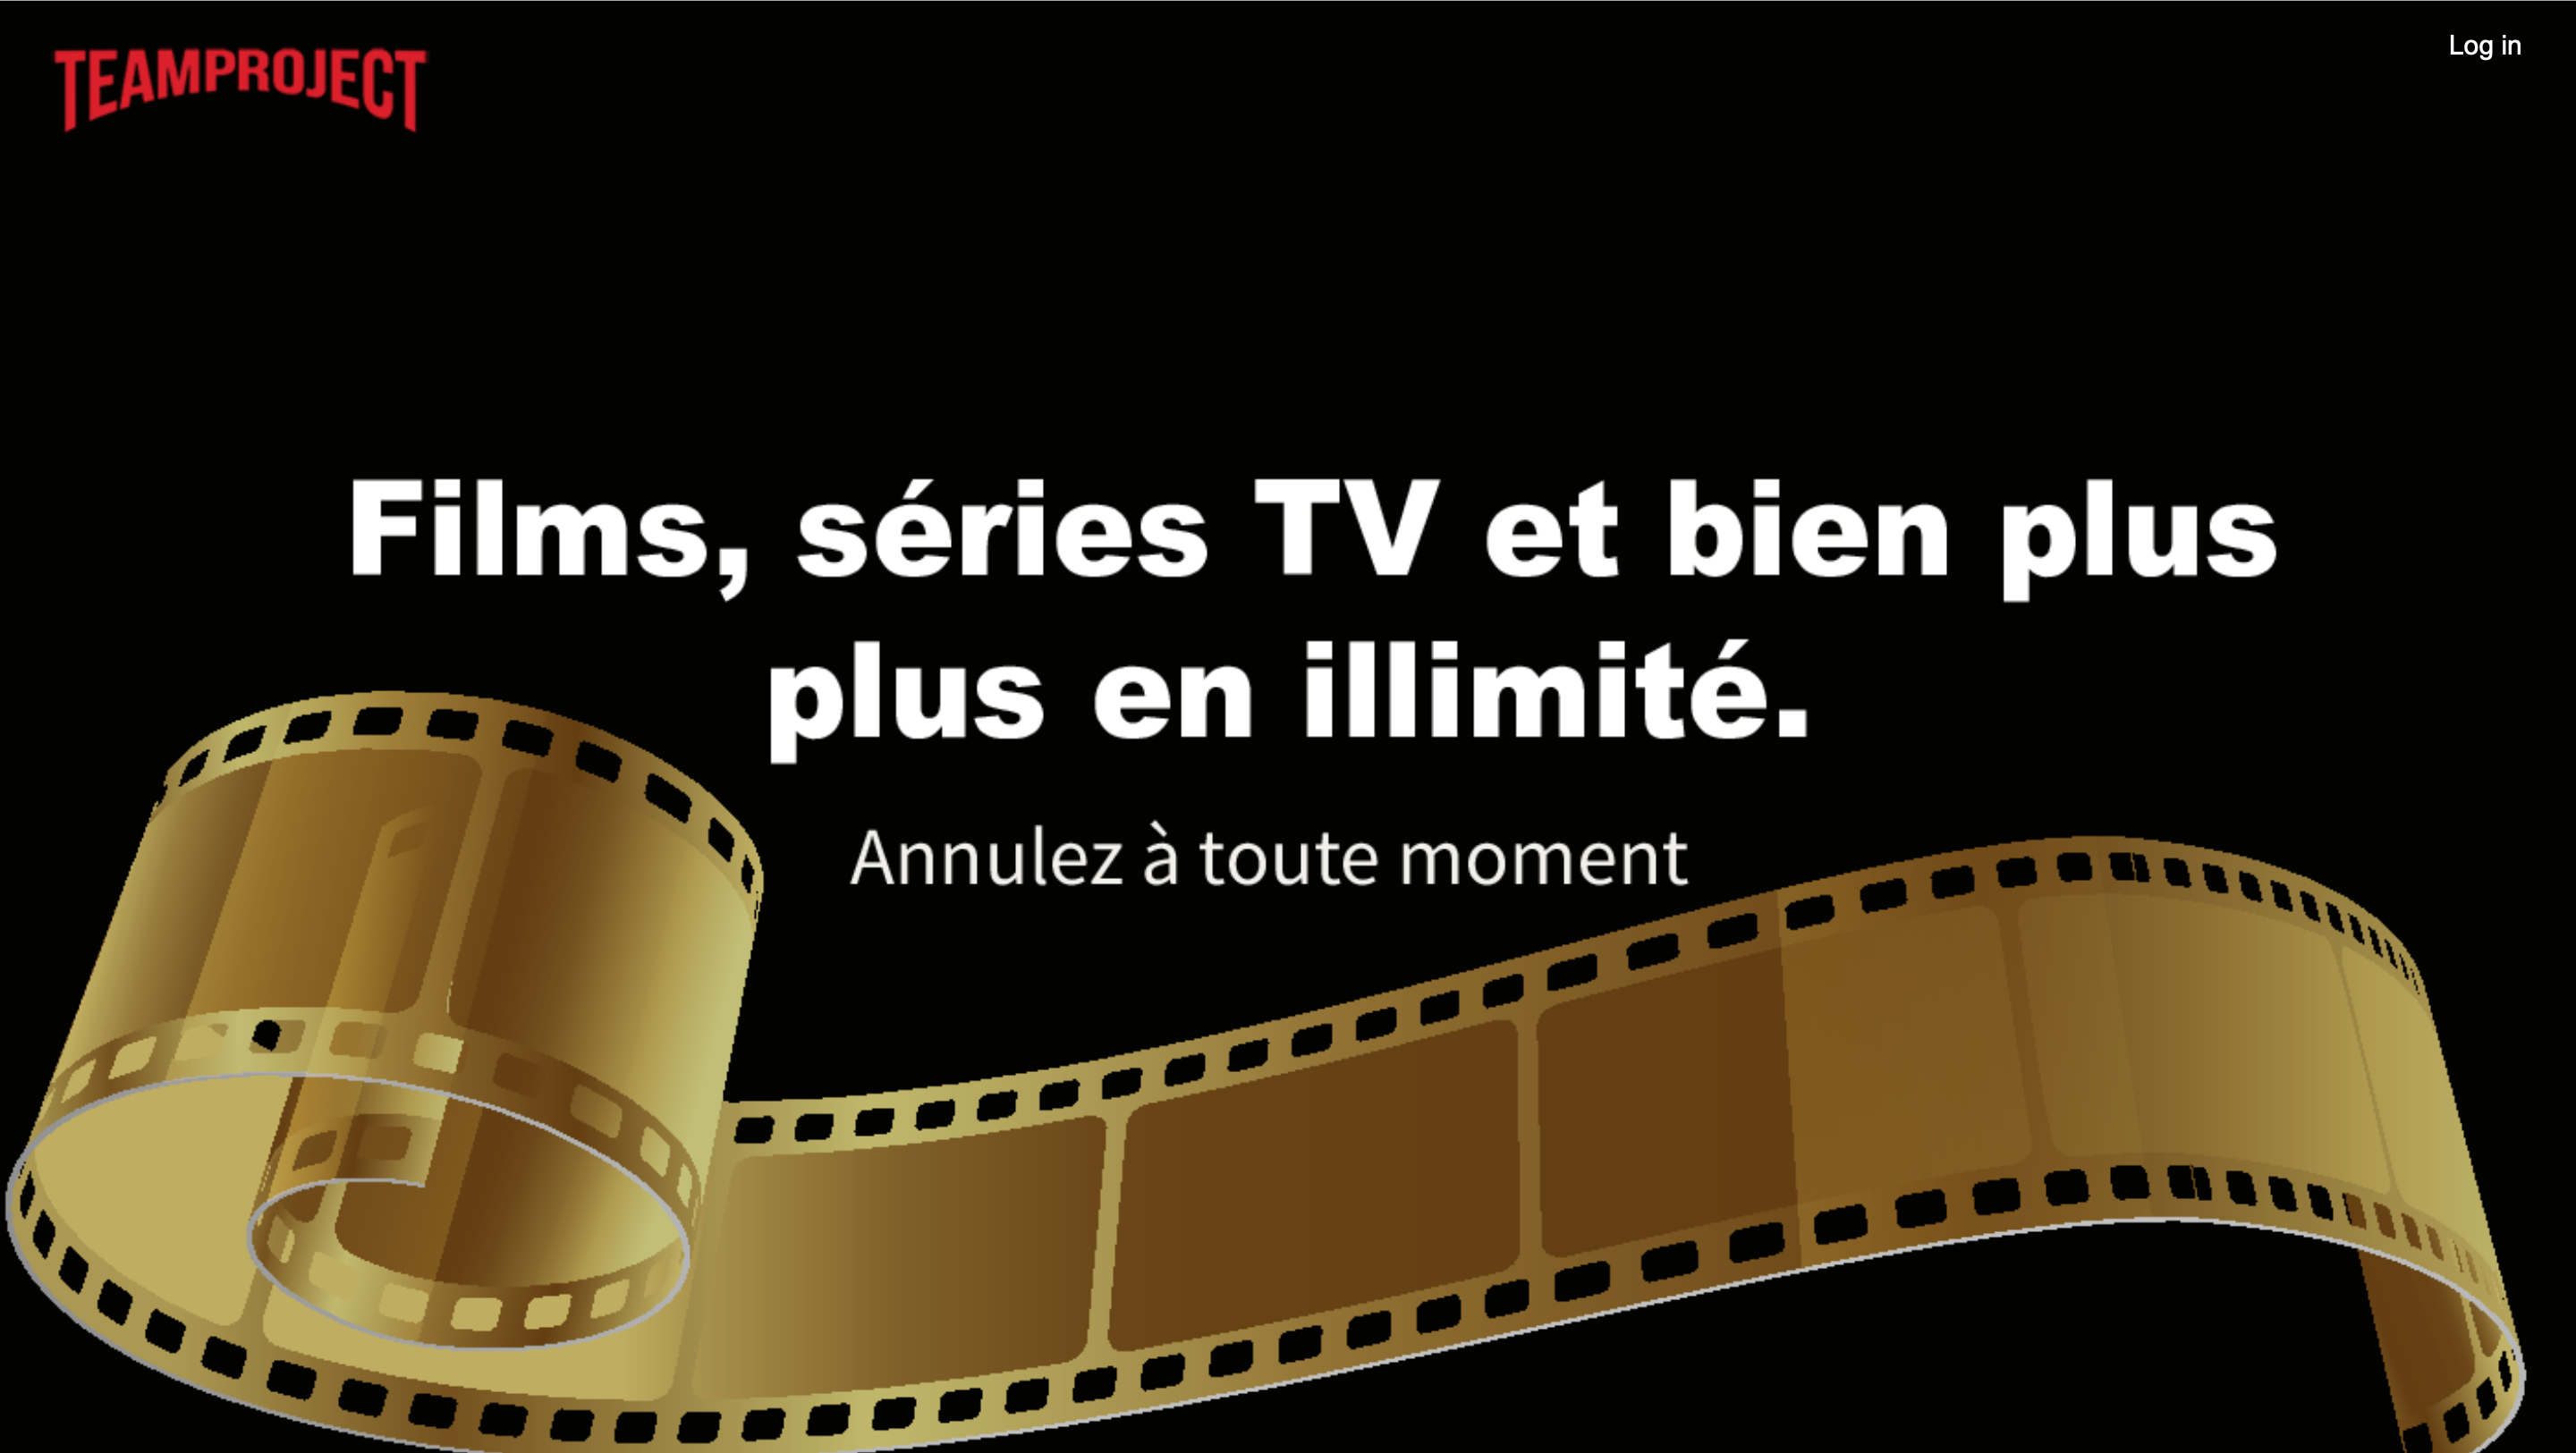 TEAMPROJECT
Log in
Films, séries TV et bien plus
plus en illimité.
Annulez à toute moment